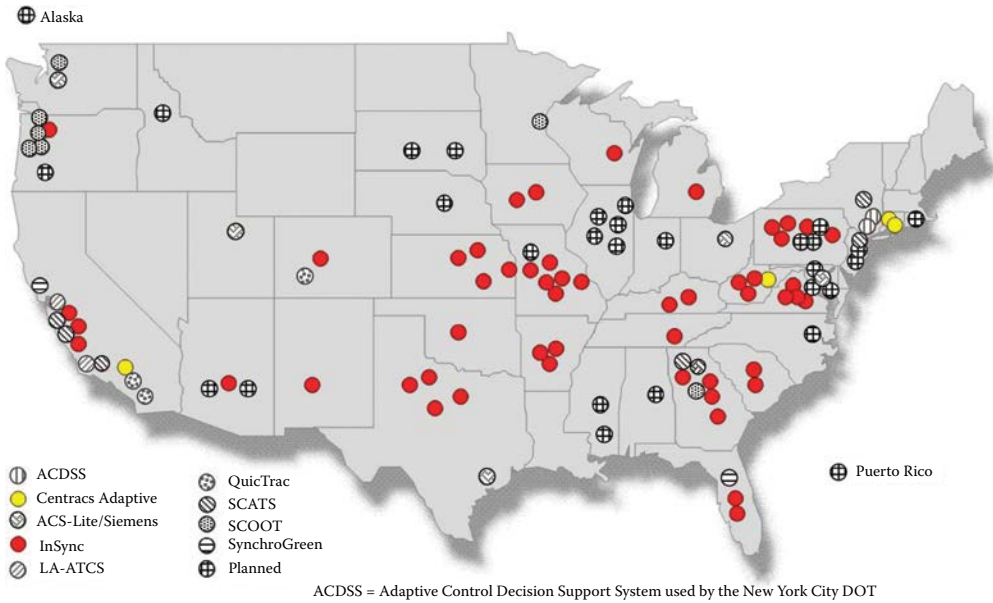 Alaska
Puerto Rico
ACDSS
Centracs Adaptive
ACS-Lite/Siemens
InSync
LA-ATCS
QuicTrac
SCATS
SCOOT
SynchroGreen
Planned
ACDSS = Adaptive Control Decision Support System used by the New York City DOT